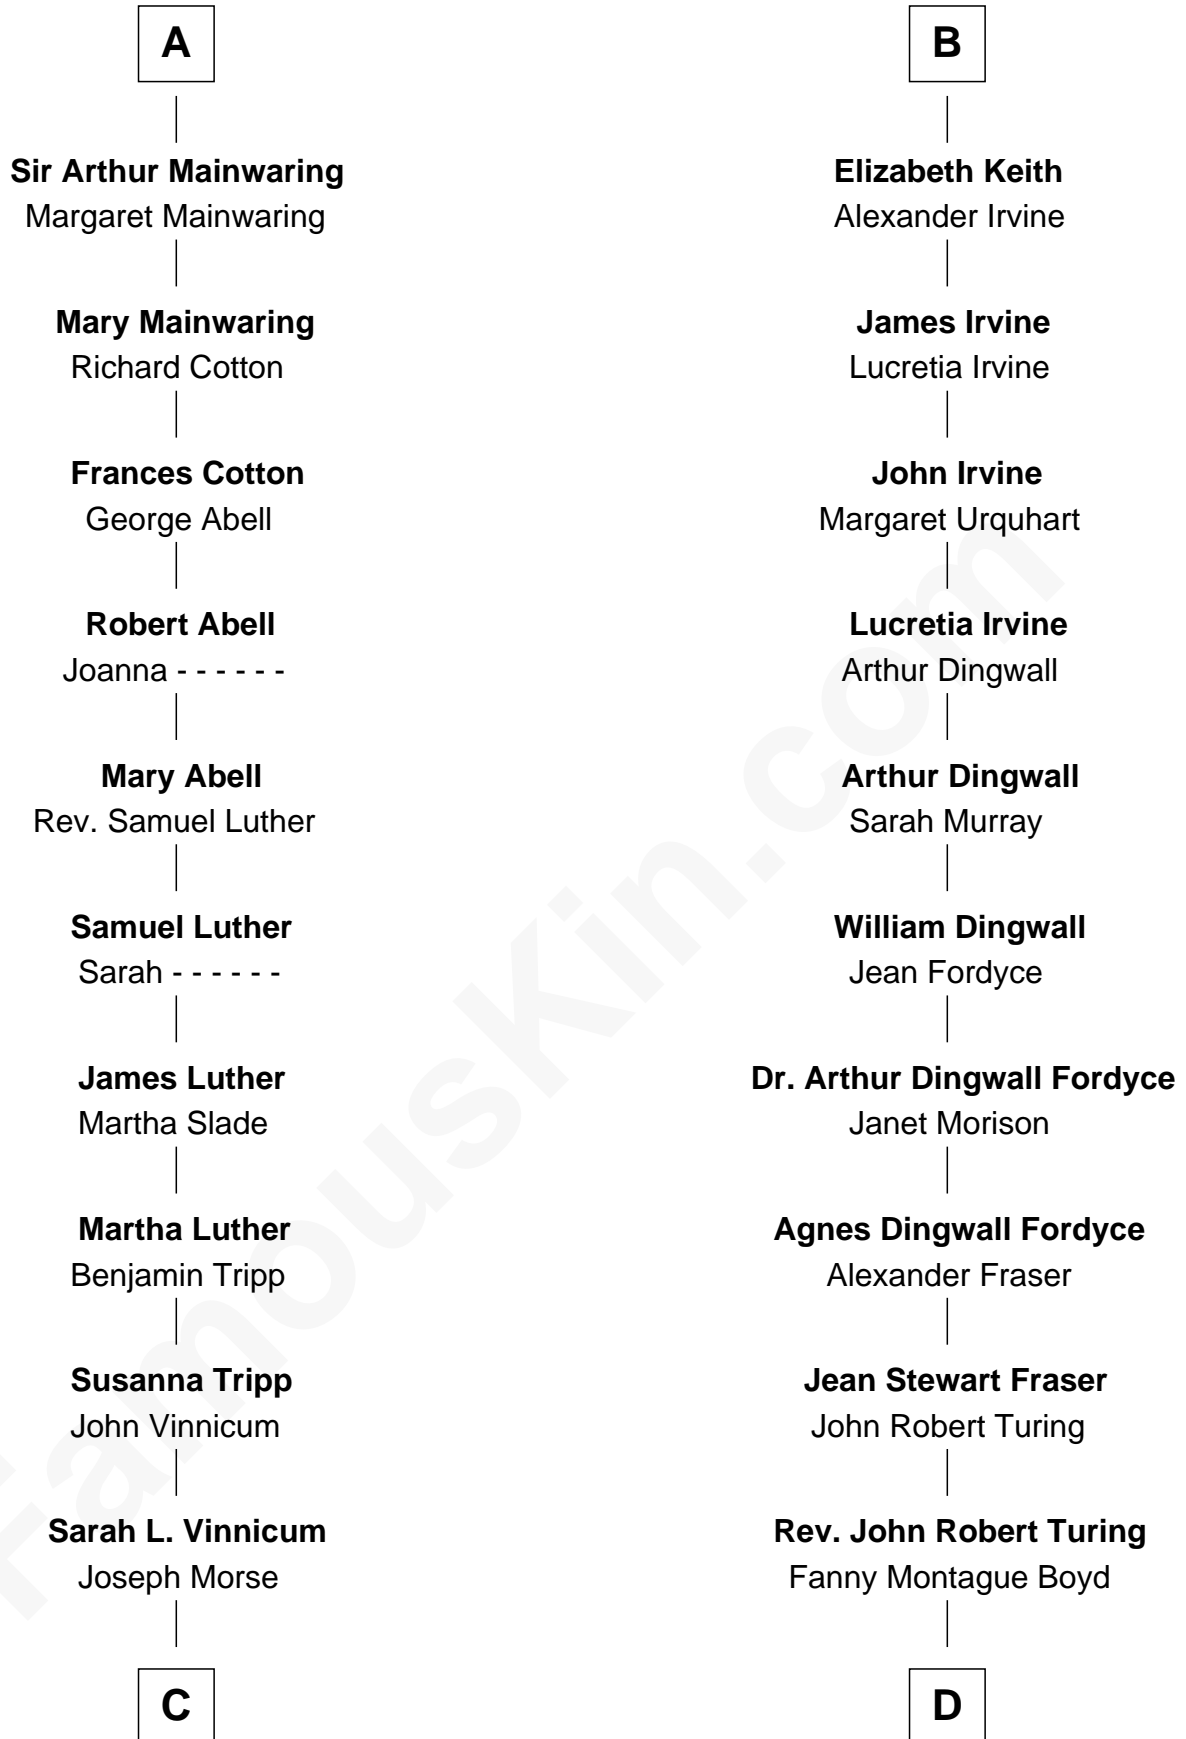 A
Sir Arthur Mainwaring
Margaret Mainwaring
Mary Mainwaring
Richard Cotton
Frances Cotton
George Abell
Robert Abell
Joanna - - - - - -
Mary Abell
Rev. Samuel Luther
Samuel Luther
Sarah - - - - - -
James Luther
Martha Slade
Martha Luther
Benjamin Tripp
Susanna Tripp
John Vinnicum
Sarah L. Vinnicum
Joseph Morse
C
B
Elizabeth Keith
Alexander Irvine
James Irvine
Lucretia Irvine
John Irvine
Margaret Urquhart
Lucretia Irvine
Arthur Dingwall
Arthur Dingwall
Sarah Murray
William Dingwall
Jean Fordyce
Dr. Arthur Dingwall Fordyce
Janet Morison
Agnes Dingwall Fordyce
Alexander Fraser
Jean Stewart Fraser
John Robert Turing
Rev. John Robert Turing
Fanny Montague Boyd
D
FamousKin.com